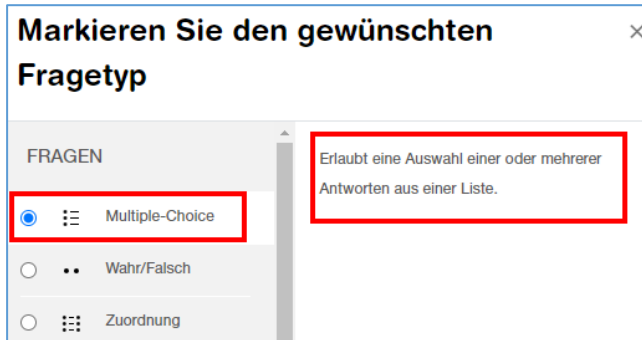 Markieren Sie den gewünschten
Fragetyp
FRAGEN
Multiple-Choice
Wahr/Falsch
Zuordnung
Erlaubt eine Auswahl einer oder mehrerer
Antworten aus einer Liste.